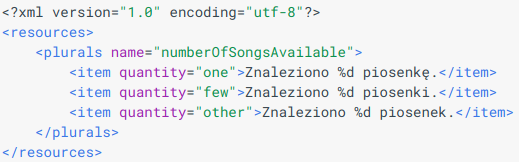 <?xml version="1.0" encoding="utf-8"?>
<resources>
    <plurals name="numberOfSongsAvailable">
        <item quantity="one">Znaleziono %d piosenkę.</item>
        <item quantity="few">Znaleziono %d piosenki.</item>
        <item quantity="other">Znaleziono %d piosenek.</item>
    </plurals>
</resources>